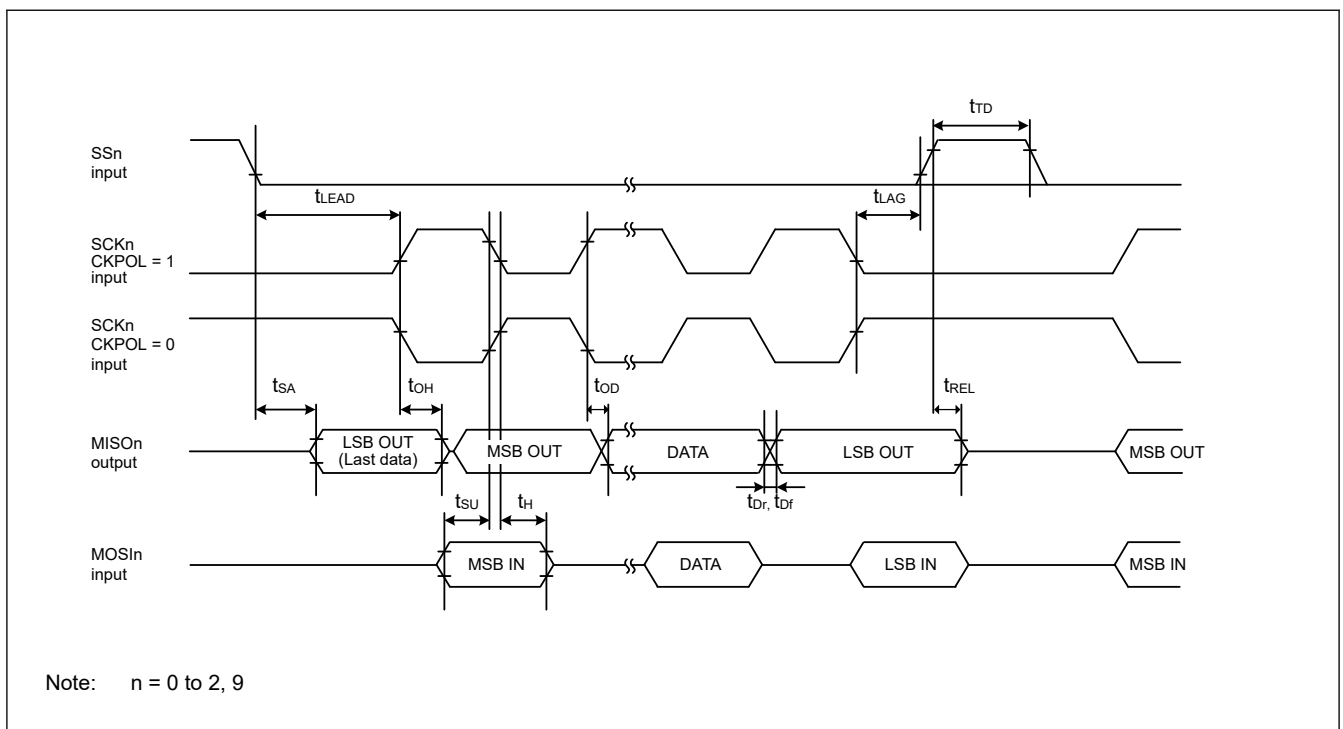 tTD
SSn
input
tLEAD
tLAG
SCKn
CKPOL = 1
input
SCKn
CKPOL = 0
input
tSA
tOH
tOD
tREL
MISOn
output
LSB OUT
(Last data)
MSB OUT
DATA
LSB OUT
MSB OUT
tSU
tH
tDr, tDf
MOSIn
input
MSB IN
DATA
LSB IN
MSB IN
Note: n = 0 to 2, 9